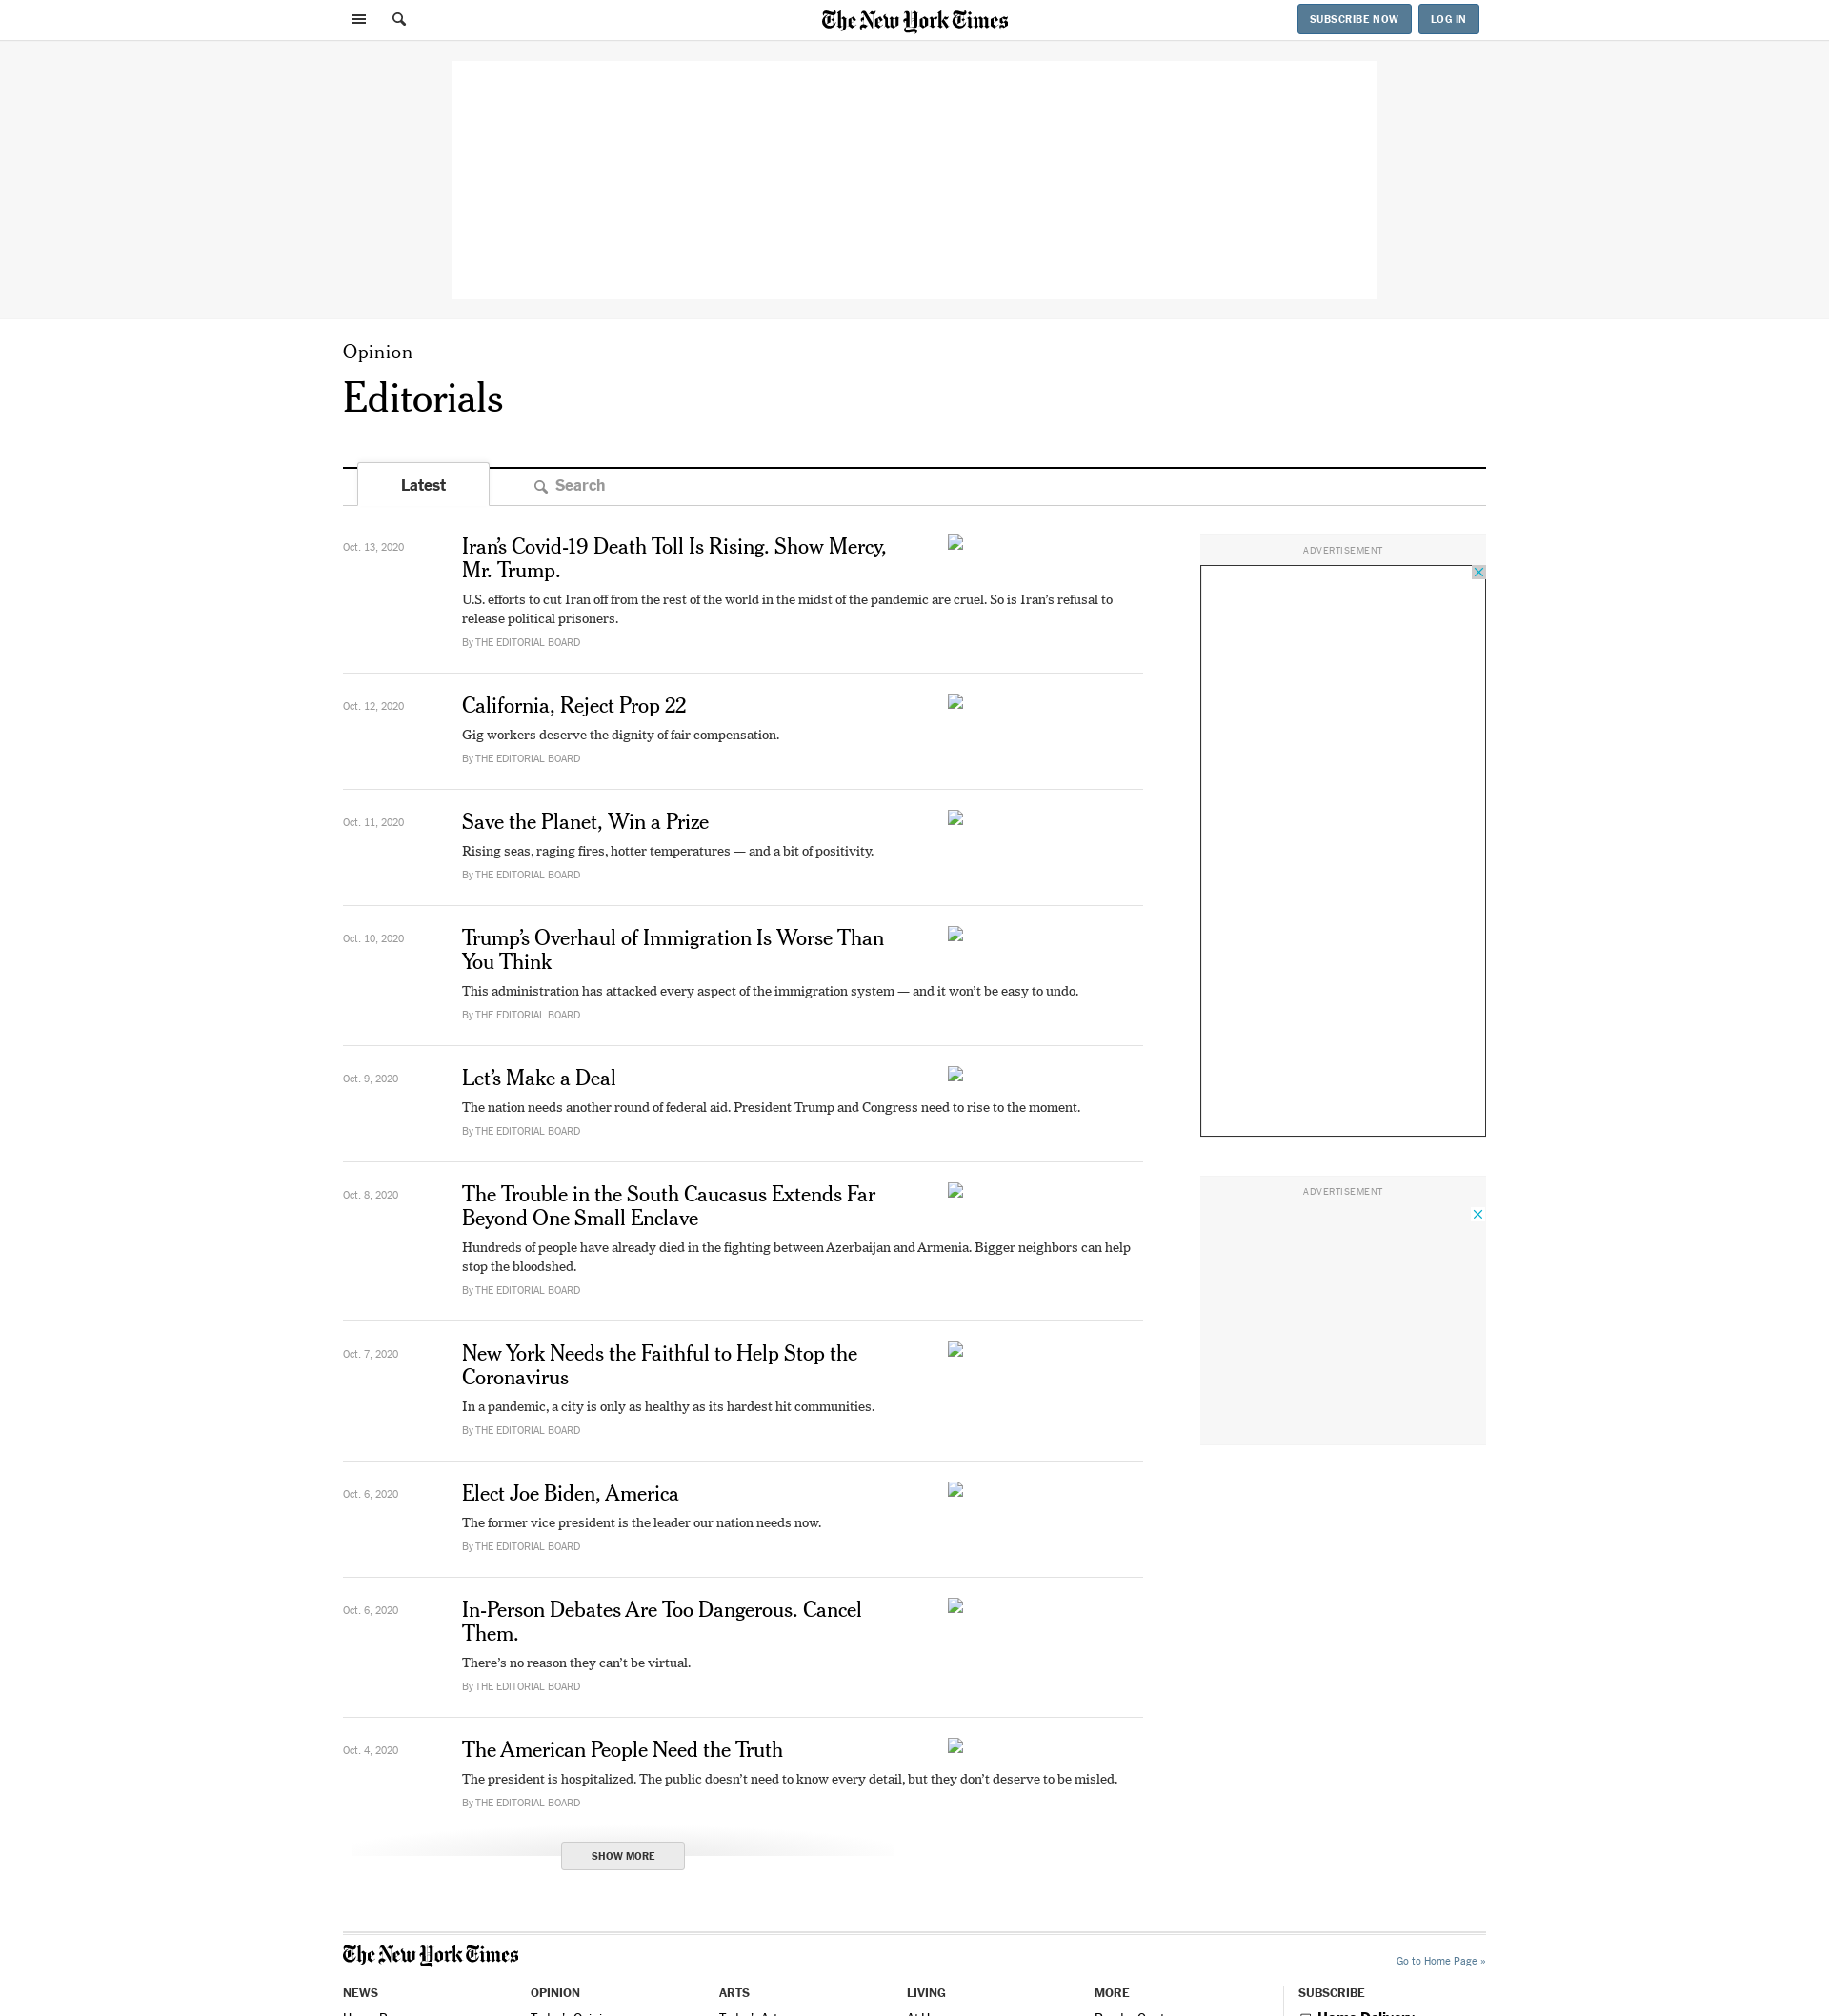 The New York Times
SUBSCRIBE NOW
LOG IN
Opinion
Editorials
Latest
Search
Oct. 13, 2020
Iran’s Covid-19 Death Toll Is Rising. Show Mercy,
Mr. Trump.
U.S. efforts to cut Iran off from the rest of the world in the midst of the pandemic are cruel. So is Iran’s refusal to
release political prisoners.
By THE EDITORIAL BOARD
Oct. 12, 2020
California, Reject Prop 22
Gig workers deserve the dignity of fair compensation.
By THE EDITORIAL BOARD
Oct. 11, 2020
Save the Planet, Win a Prize
Rising seas, raging fires, hotter temperatures — and a bit of positivity.
By THE EDITORIAL BOARD
Oct. 10, 2020
Trump’s Overhaul of Immigration Is Worse Than
You Think
This administration has attacked every aspect of the immigration system — and it won’t be easy to undo.
By THE EDITORIAL BOARD
Oct. 9, 2020
Let’s Make a Deal
The nation needs another round of federal aid. President Trump and Congress need to rise to the moment.
By THE EDITORIAL BOARD
Oct. 8, 2020
The Trouble in the South Caucasus Extends Far
Beyond One Small Enclave
Hundreds of people have already died in the fighting between Azerbaijan and Armenia. Bigger neighbors can help
stop the bloodshed.
By THE EDITORIAL BOARD
Oct. 7, 2020
New York Needs the Faithful to Help Stop the
Coronavirus
In a pandemic, a city is only as healthy as its hardest hit communities.
By THE EDITORIAL BOARD
Oct. 6, 2020
Elect Joe Biden, America
The former vice president is the leader our nation needs now.
By THE EDITORIAL BOARD
Oct. 6, 2020
In-Person Debates Are Too Dangerous. Cancel
Them.
There’s no reason they can’t be virtual.
By THE EDITORIAL BOARD
Oct. 4, 2020
The American People Need the Truth
The president is hospitalized. The public doesn’t need to know every detail, but they don’t deserve to be misled.
By THE EDITORIAL BOARD
SHOW MORE
ADVERTISEMENT
ADVERTISEMENT
The New York Times
Go to Home Page »
NEWS
OPINION
ARTS
LIVING
MORE
SUBSCRIBE
Home Delivery